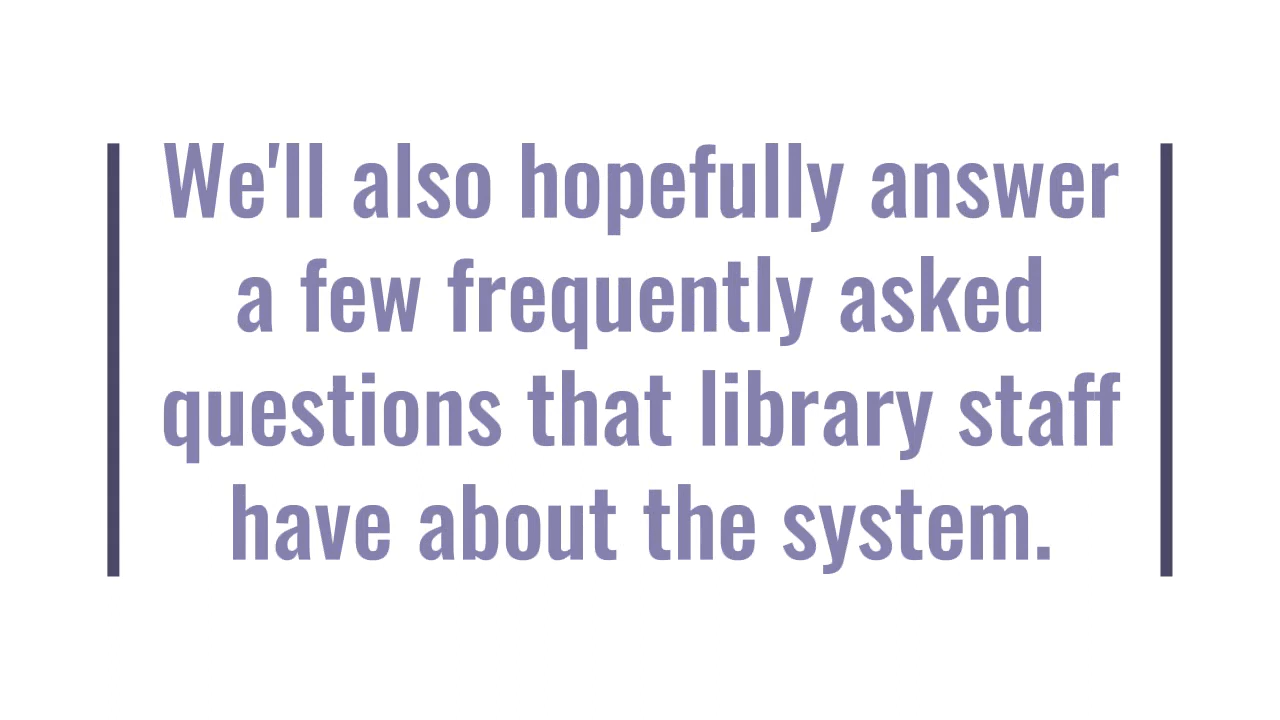 We'll also hopefully answer
a few frequently asked
questions that library staff
have about the system.